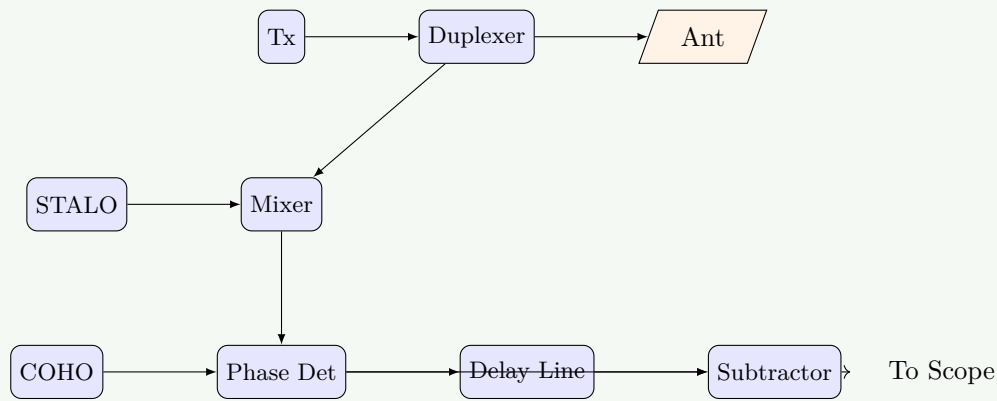 Tx
Duplexer
Ant
STALO
Mixer
COHO
Phase Det
Delay Line
Subtractor
To Scope